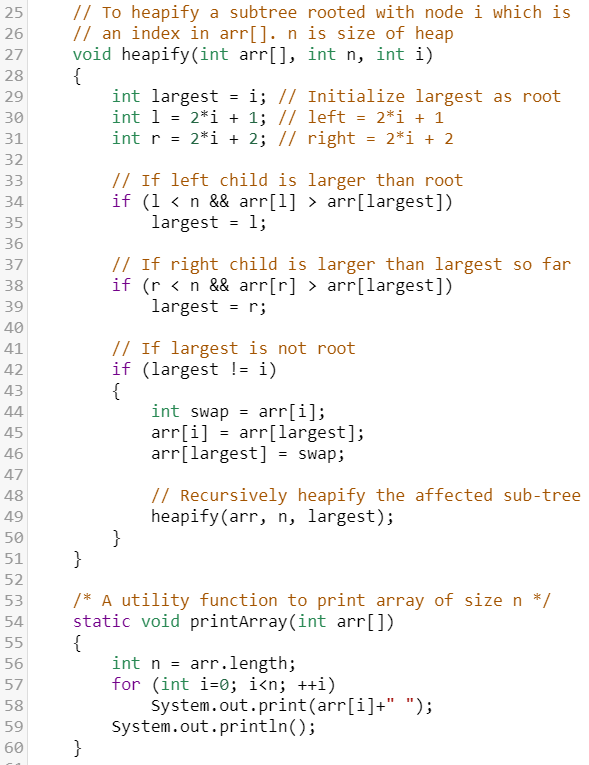 25 // To heapify a subtree rooted with node i which is
26 // an index in arr[]. n is size of heap
27 void heapify(int arr[], int n, int i)
28 {
29 int largest = i; // Initialize largest as root
30 int l = 2*i + 1; // left = 2*i + 1
31 int r = 2*i + 2; // right = 2*i + 2
32
33 // If left child is larger than root
34 if (l < n && arr[l] > arr[largest])
35 largest = l;
36
37 // If right child is larger than largest so far
38 if (r < n && arr[r] > arr[largest])
39 largest = r;
40
41 // If largest is not root
42 if (largest != i)
43 {
44 int swap = arr[i];
45 arr[i] = arr[largest];
46 arr[largest] = swap;
47
48 // Recursively heapify the affected sub-tree
49 heapify(arr, n, largest);
50 }
51 }
52
53 /* A utility function to print array of size n */
54 static void printArray(int arr[])
55 {
56 int n = arr.length;
57 for (int i=0; i<n; ++i)
58 System.out.print(arr[i]+" ");
59 System.out.println();
60 }